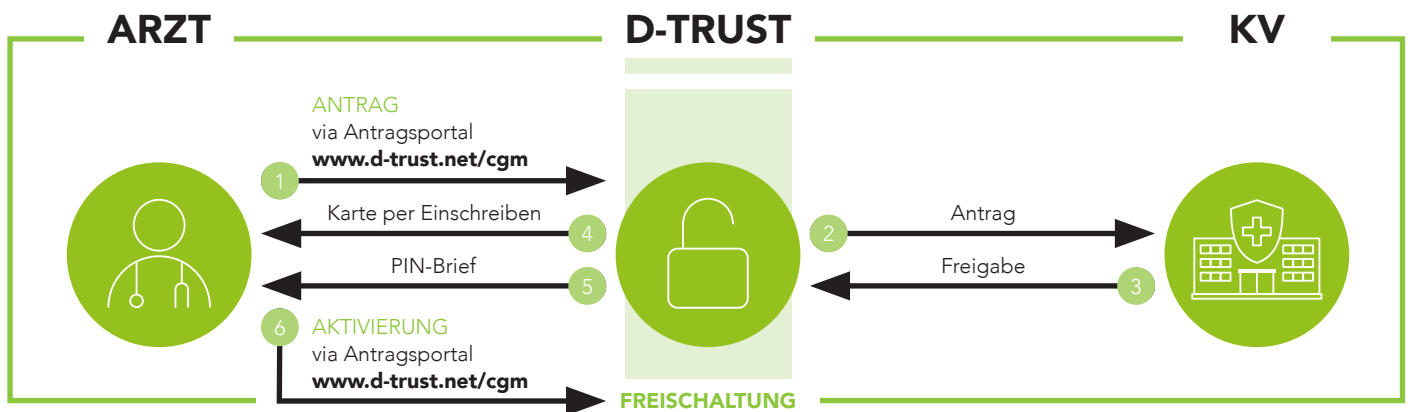 ARZT
D-TRUST
KV
ANTRAG
via Antragsportal
www.d-trust.net/cgm
1
Karte per Einschreiben
4
2
Antrag
PIN-Brief
5
Freigabe
3
6
AKTIVIERUNG
via Antragsportal
www.d-trust.net/cgm
FREISCHALTUNG